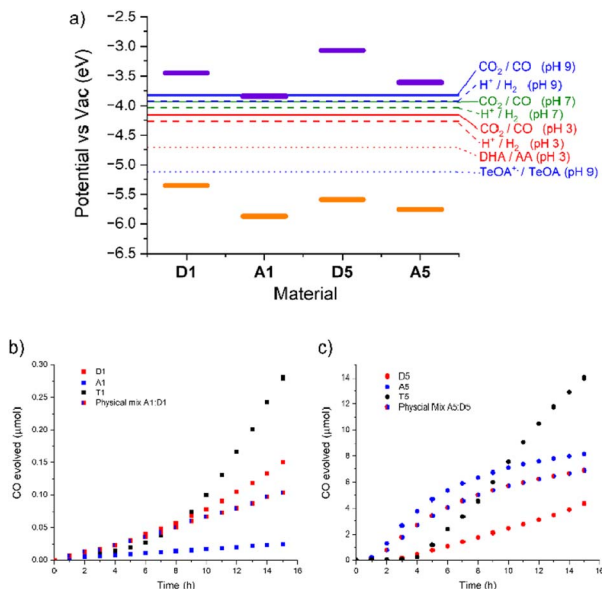 a)
Potential vs Vac (eV)
−2.5
−3.0
−3.5
−4.0
−4.5
−5.0
−5.5
−6.0
−6.5
D1 A1 D5 A5
Material
CO₂ / CO (pH 9)
H⁺ / H₂ (pH 9)
CO₂ / CO (pH 7)
H⁺ / H₂ (pH 7)
CO₂ / CO (pH 3)
H⁺ / H₂ (pH 3)
DHA / AA (pH 3)
TeOA⁺· / TeOA (pH 9)
b)
CO evolved (μmol)
0.30
0.25
0.20
0.15
0.10
0.05
0.00
D1
A1
T1
Physical mix A1:D1
0 2 4 6 8 10 12 14 16
Time (h)
c)
CO evolved (μmol)
14
12
10
8
6
4
2
0
D5
A5
T5
Physcial Mix A5:D5
0 2 4 6 8 10 12 14 16
Time (h)